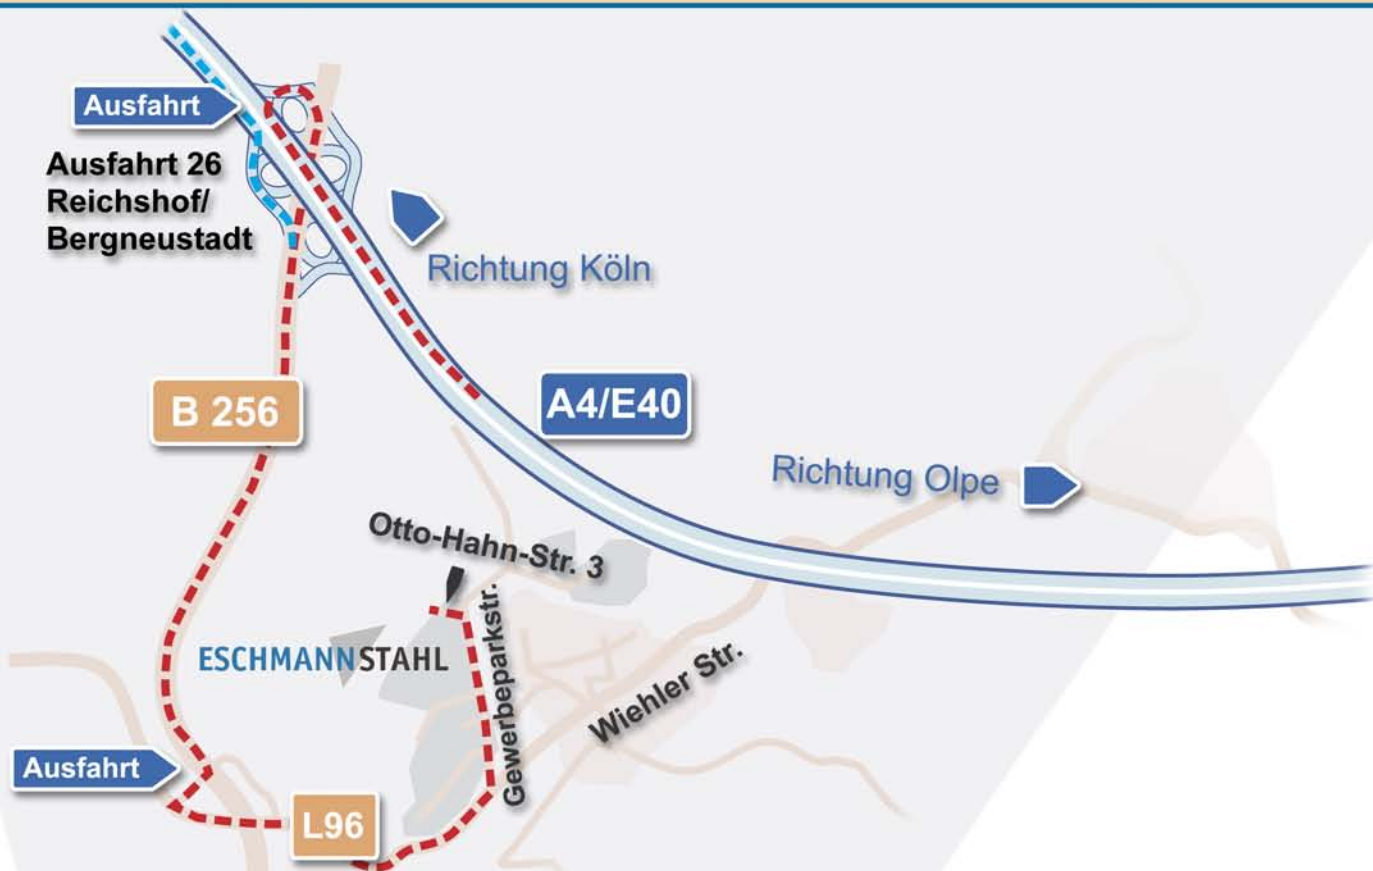 Ausfahrt
Ausfahrt 26
Reichshof/
Bergneustadt
Richtung Köln
B 256
A4/E40
Richtung Olpe
Otto-Hahn-Str. 3
ESCHMANNSTAHL
Gewerbeparkstr.
Wiehler Str.
Ausfahrt
L96